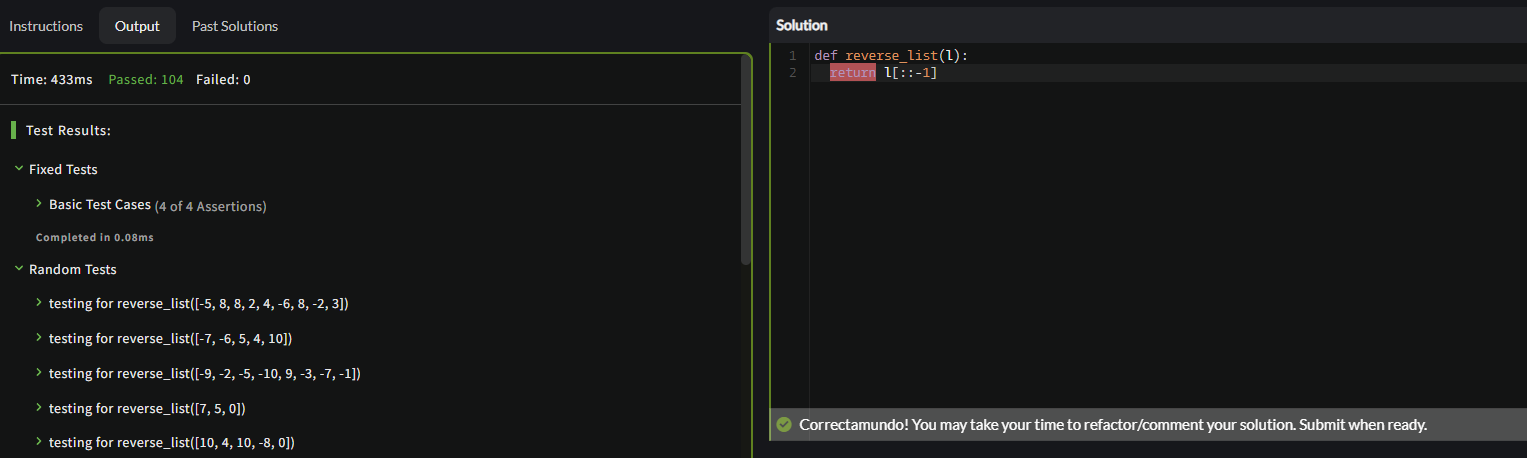 Instructions Output Past Solutions
Time: 433ms Passed: 104 Failed: 0
Test Results:
Fixed Tests
Basic Test Cases (4 of 4 Assertions)
Completed in 0.08ms
Random Tests
testing for reverse_list([-5, 8, 8, 2, 4, -6, 8, -2, 3])
testing for reverse_list([-7, -6, 5, 4, 10])
testing for reverse_list([-9, -2, -5, -10, 9, -3, -7, -1])
testing for reverse_list([7, 5, 0])
testing for reverse_list([10, 4, 10, -8, 0])
Solution
1 def reverse_list(l):
2 return l[::-1]
Correctamundo! You may take your time to refactor/comment your solution. Submit when ready.